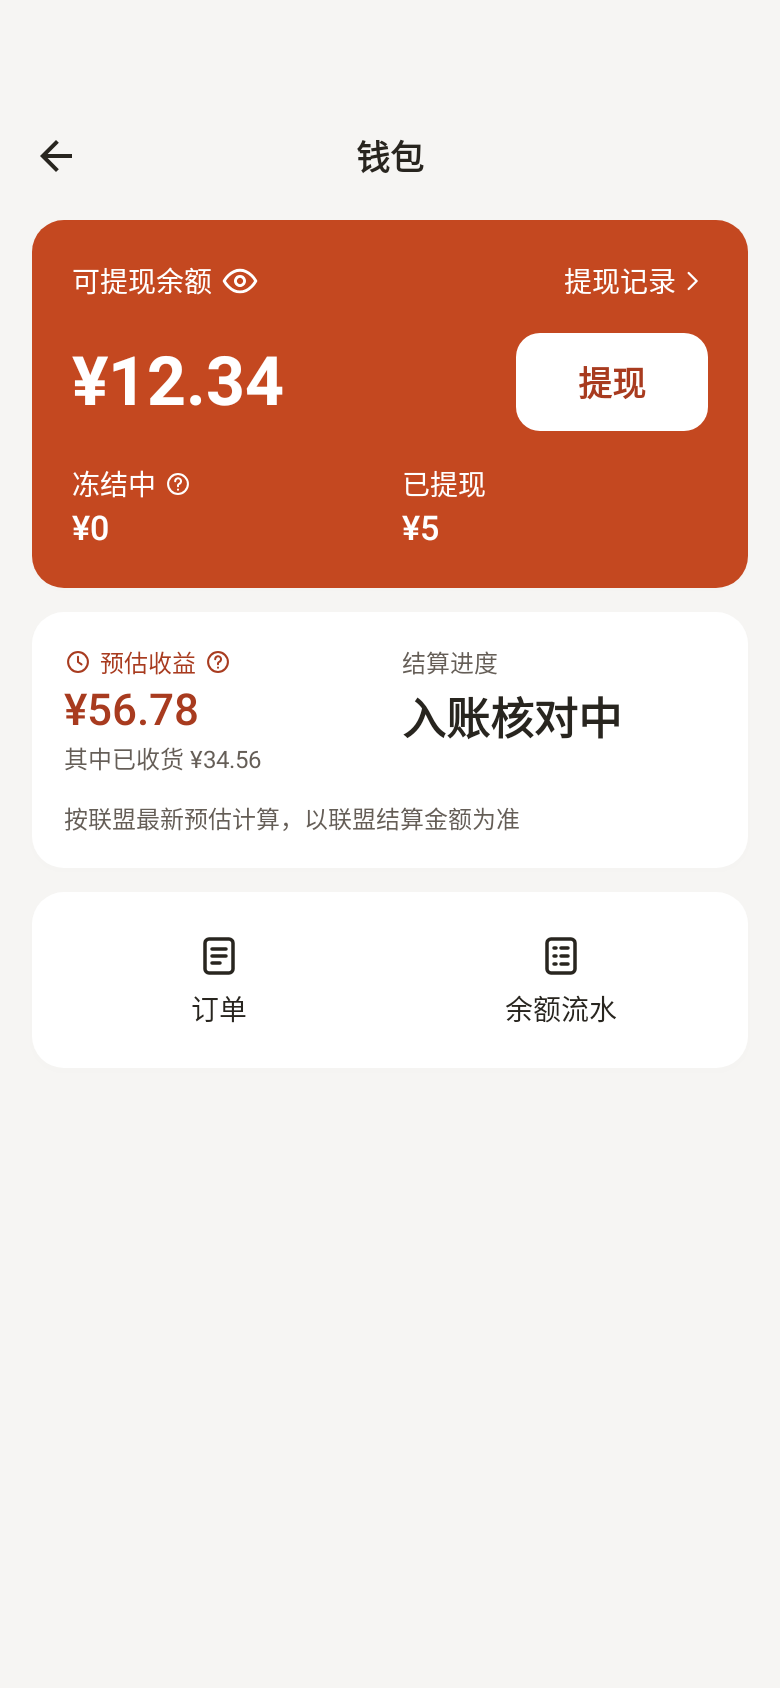 钱包
可提现余额
提现记录
¥12.34
提现
冻结中
已提现
¥0
¥5
预估收益
结算进度
¥56.78
入账核对中
其中已收货 ¥34.56
按联盟最新预估计算，以联盟结算金额为准
订单
余额流水